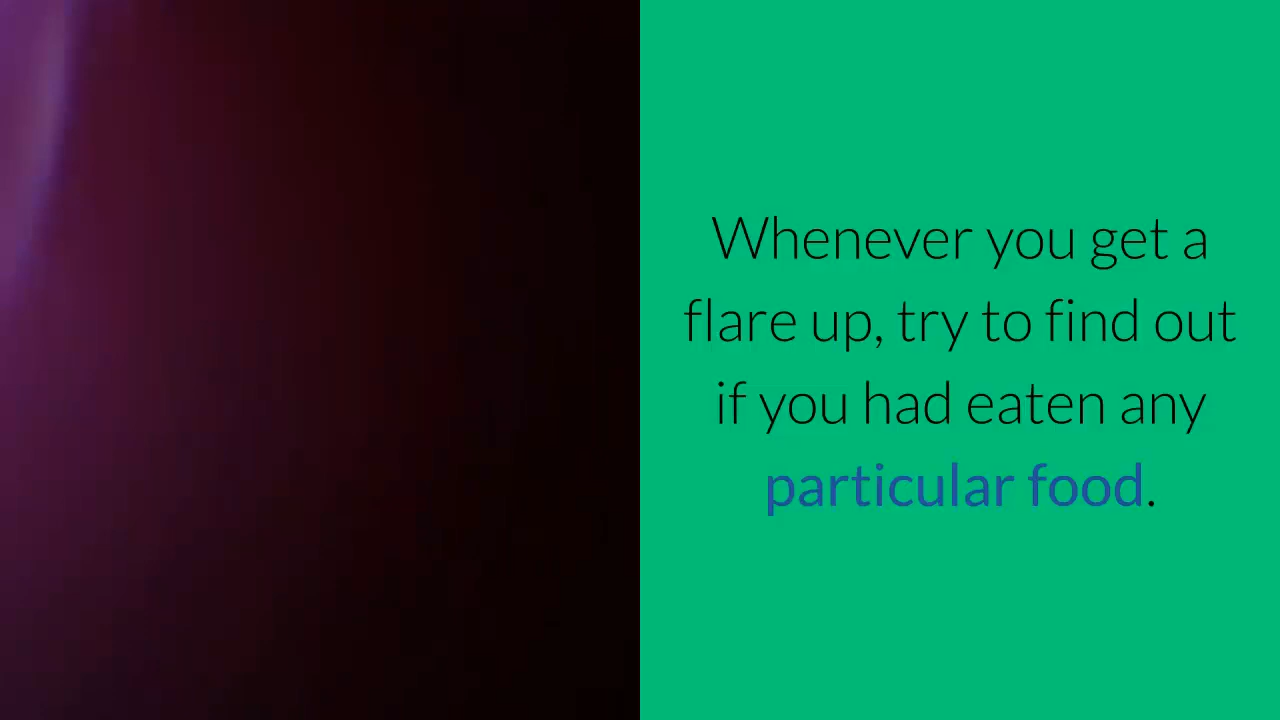 Whenever you get a
flare up, try to find out
if you had eaten any
particular food.